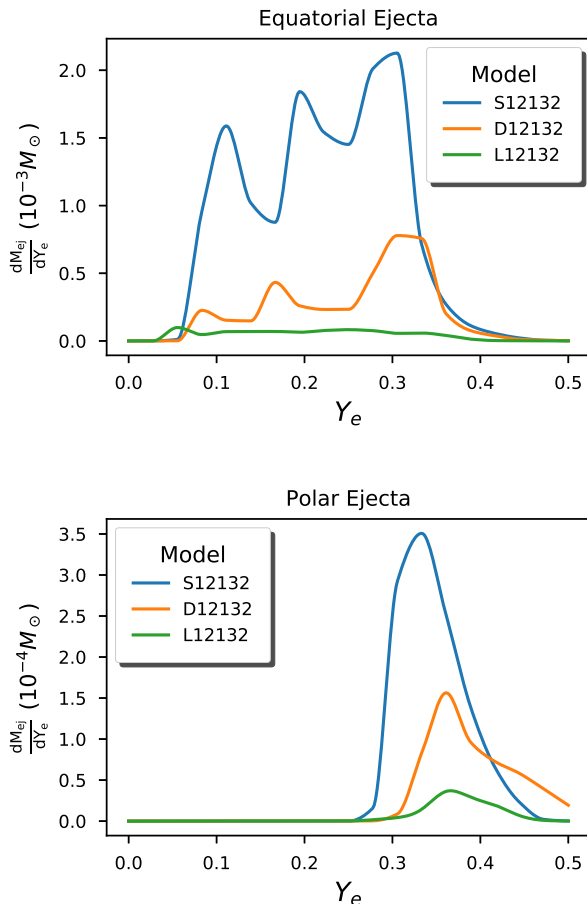 Equatorial Ejecta
dM_ej/dY_e (10^−3 M_⊙)
2.0
1.5
1.0
0.5
0.0
Model
S12132
D12132
L12132
0.0 0.1 0.2 0.3 0.4 0.5
Y_e
Polar Ejecta
dM_ej/dY_e (10^−4 M_⊙)
3.5
3.0
2.5
2.0
1.5
1.0
0.5
0.0
Model
S12132
D12132
L12132
0.0 0.1 0.2 0.3 0.4 0.5
Y_e